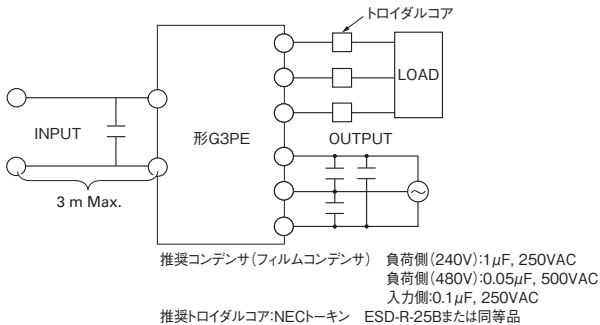 トロイダルコア
LOAD
INPUT
形G3PE
OUTPUT
3 m Max.
推奨コンデンサ(フィルムコンデンサ) 負荷側(240V):1μF, 250VAC
負荷側(480V):0.05μF, 500VAC
入力側:0.1μF, 250VAC
推奨トロイダルコア:NECトーキン ESD-R-25Bまたは同等品